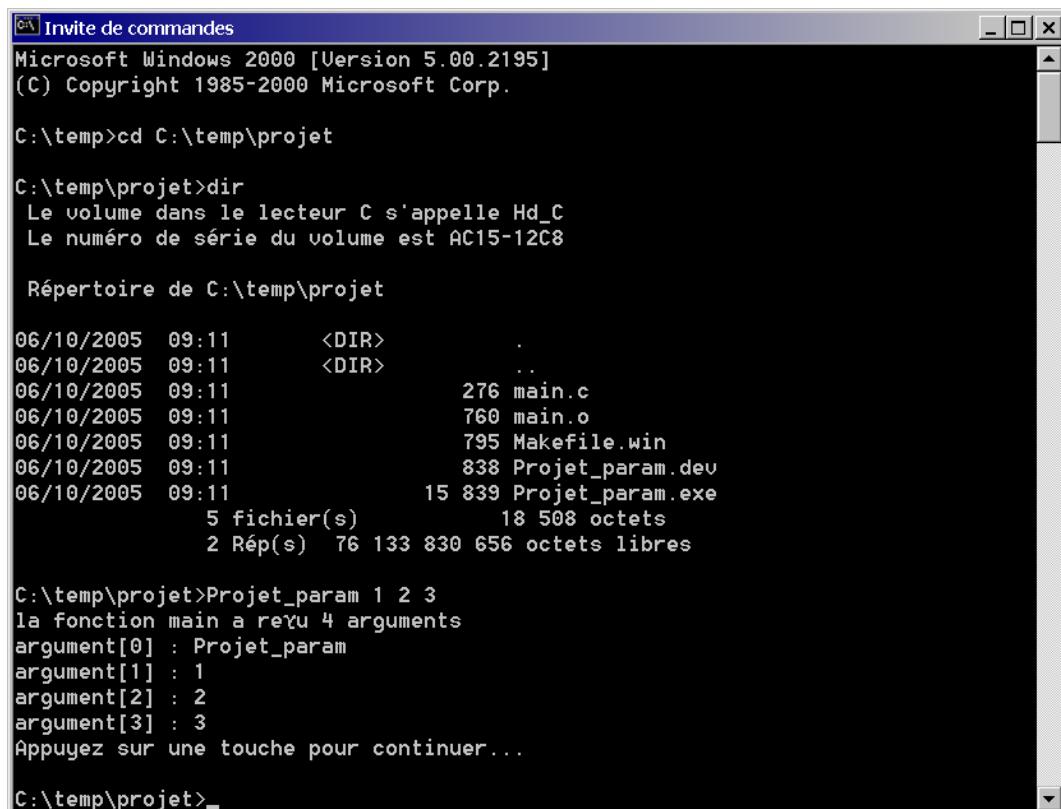 Invite de commandes
Microsoft Windows 2000 [Version 5.00.2195]
(C) Copyright 1985-2000 Microsoft Corp.
C:\temp>cd C:\temp\projet
C:\temp\projet>dir
Le volume dans le lecteur C s'appelle Hd_C
Le numéro de série du volume est AC15-12C8
Répertoire de C:\temp\projet
06/10/2005  09:11       <DIR>          .
06/10/2005  09:11       <DIR>          ..
06/10/2005  09:11                  276 main.c
06/10/2005  09:11                  760 main.o
06/10/2005  09:11                  795 Makefile.win
06/10/2005  09:11                  838 Projet_param.dev
06/10/2005  09:11               15 839 Projet_param.exe
5 fichier(s)           18 508 octets
2 Rép(s)  76 133 830 656 octets libres
C:\temp\projet>Projet_param 1 2 3
la fonction main a reϒu 4 arguments
argument[0] : Projet_param
argument[1] : 1
argument[2] : 2
argument[3] : 3
Appuyez sur une touche pour continuer...
C:\temp\projet>_